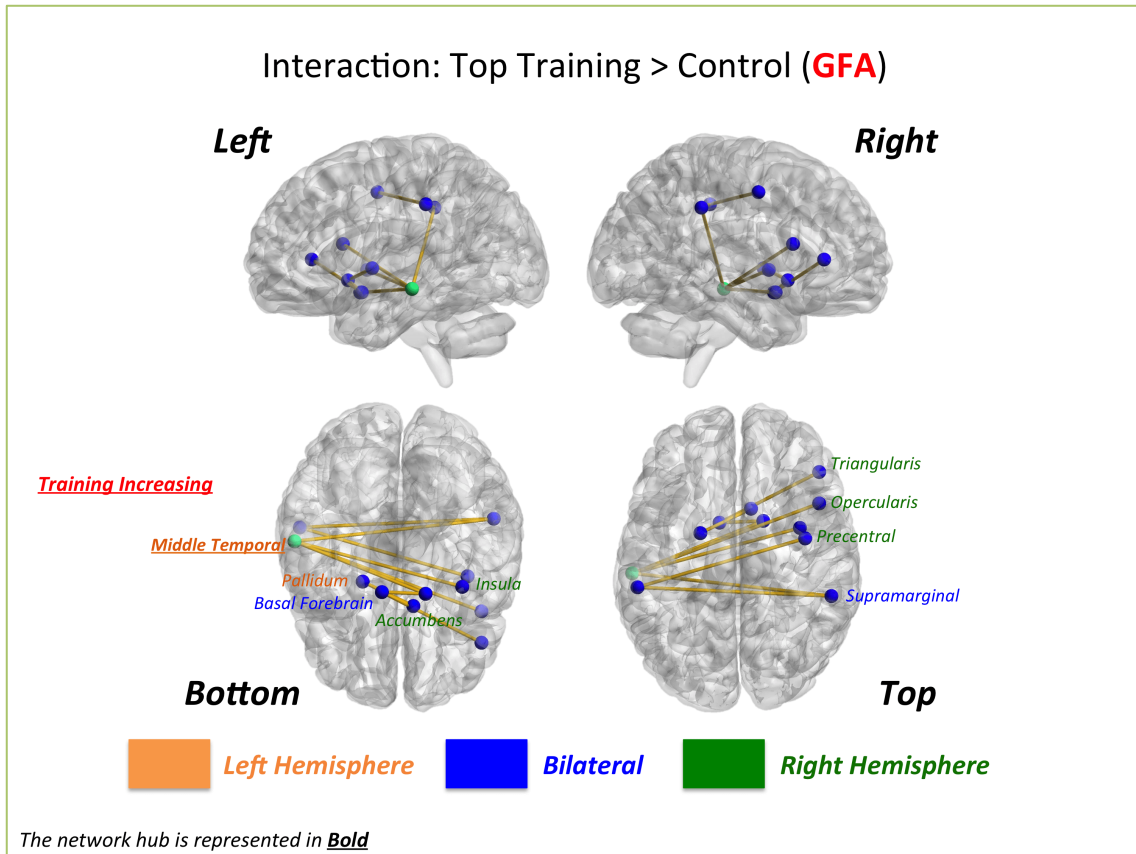 Interaction: Top Training > Control (GFA)
Left
Right
Training Increasing
Middle Temporal
Pallidum
Basal Forebrain
Accumbens
Insula
Triangularis
Opercularis
Precentral
Supramarginal
Bottom
Top
Left Hemisphere
Bilateral
Right Hemisphere
The network hub is represented in Bold